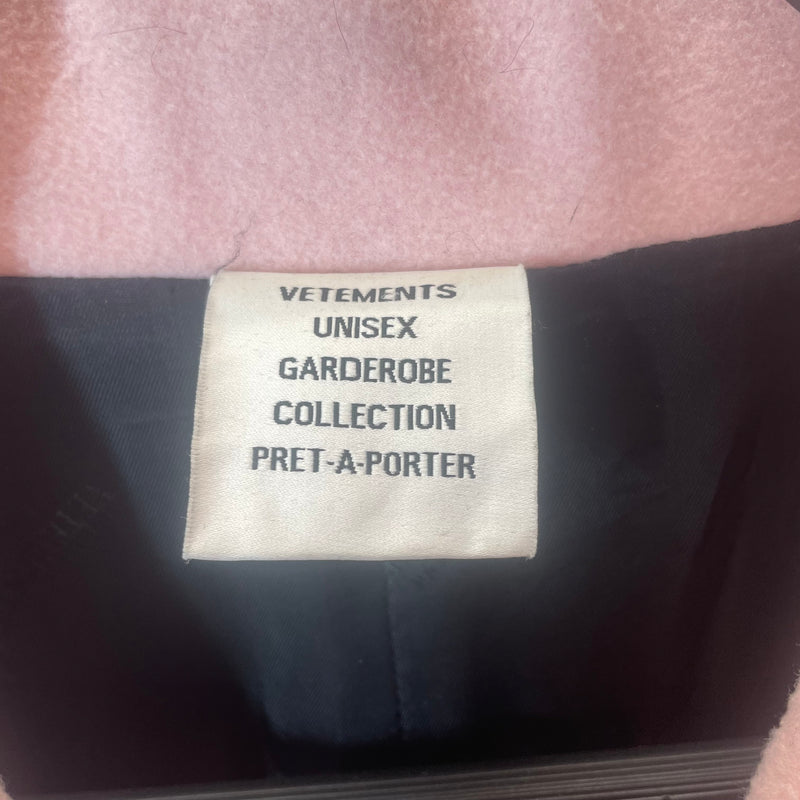 VETEMENTS
UNISEX
GARDEROBE
COLLECTION
PRET-A-PORTER